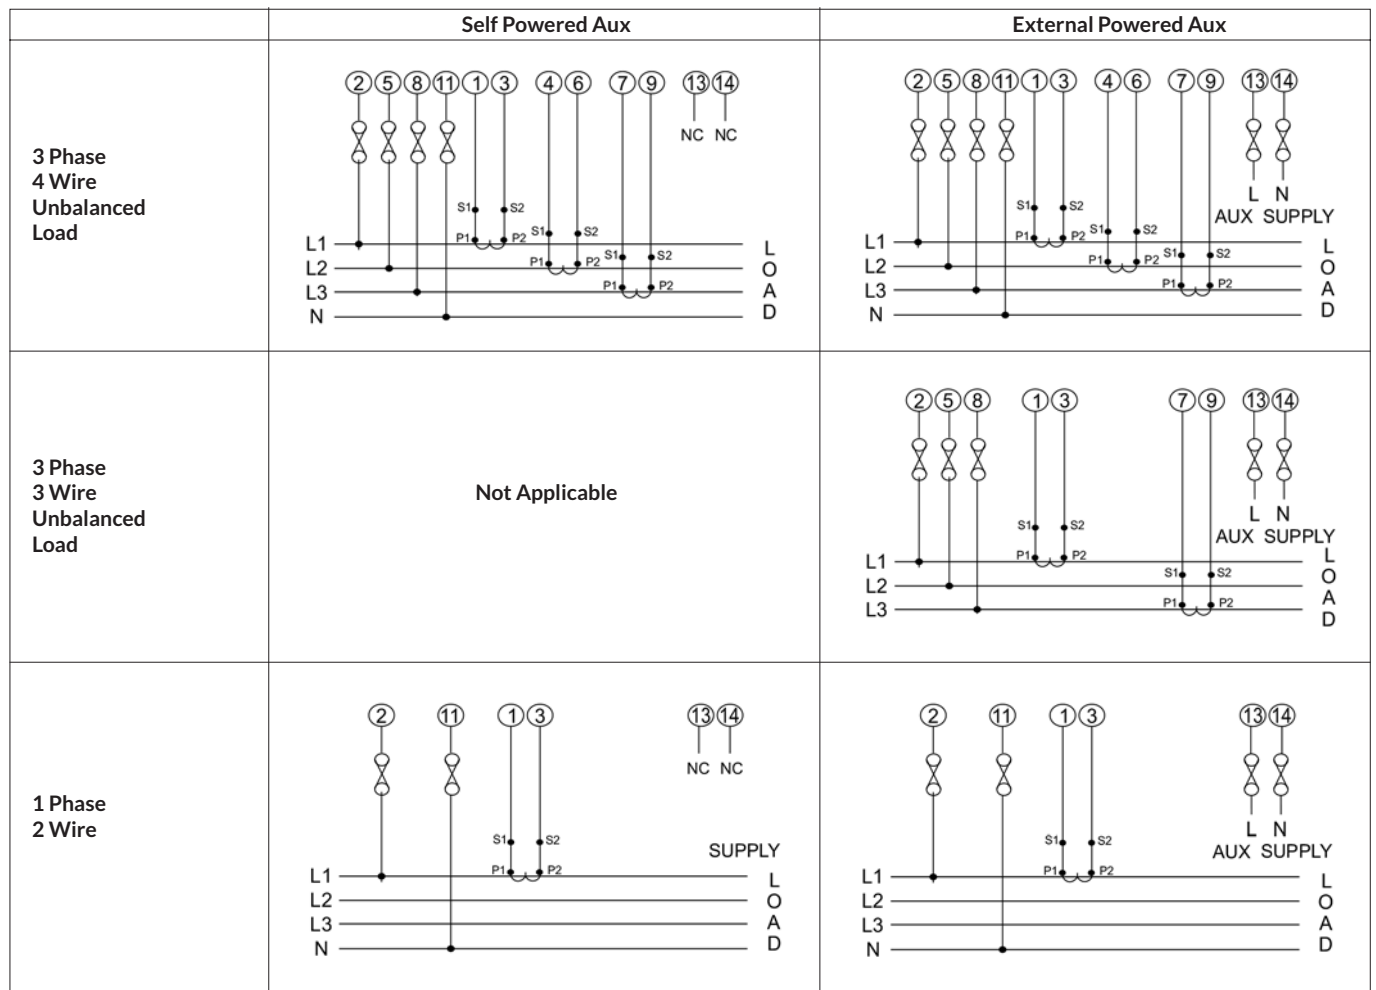 Self Powered Aux
External Powered Aux
3 Phase
4 Wire
Unbalanced
Load
2 5 8 11 1 3 4 6 7 9 13 14
NC NC
S1 S2
P1 P2
S1 S2
P1 P2
S1 S2
P1 P2
L1
L2
L3
N
L
O
A
D
2 5 8 11 1 3 4 6 7 9 13 14
L N
AUX SUPPLY
S1 S2
P1 P2
S1 S2
P1 P2
S1 S2
P1 P2
L1
L2
L3
N
L
O
A
D
3 Phase
3 Wire
Unbalanced
Load
Not Applicable
2 5 8 1 3 7 9 13 14
L N
AUX SUPPLY
S1 S2
P1 P2
S1 S2
P1 P2
L1
L2
L3
L
O
A
D
1 Phase
2 Wire
2 11 1 3 13 14
NC NC
S1 S2
P1 P2
SUPPLY
L1
L2
L3
N
L
O
A
D
2 11 1 3 13 14
L N
AUX SUPPLY
S1 S2
P1 P2
L1
L2
L3
N
L
O
A
D